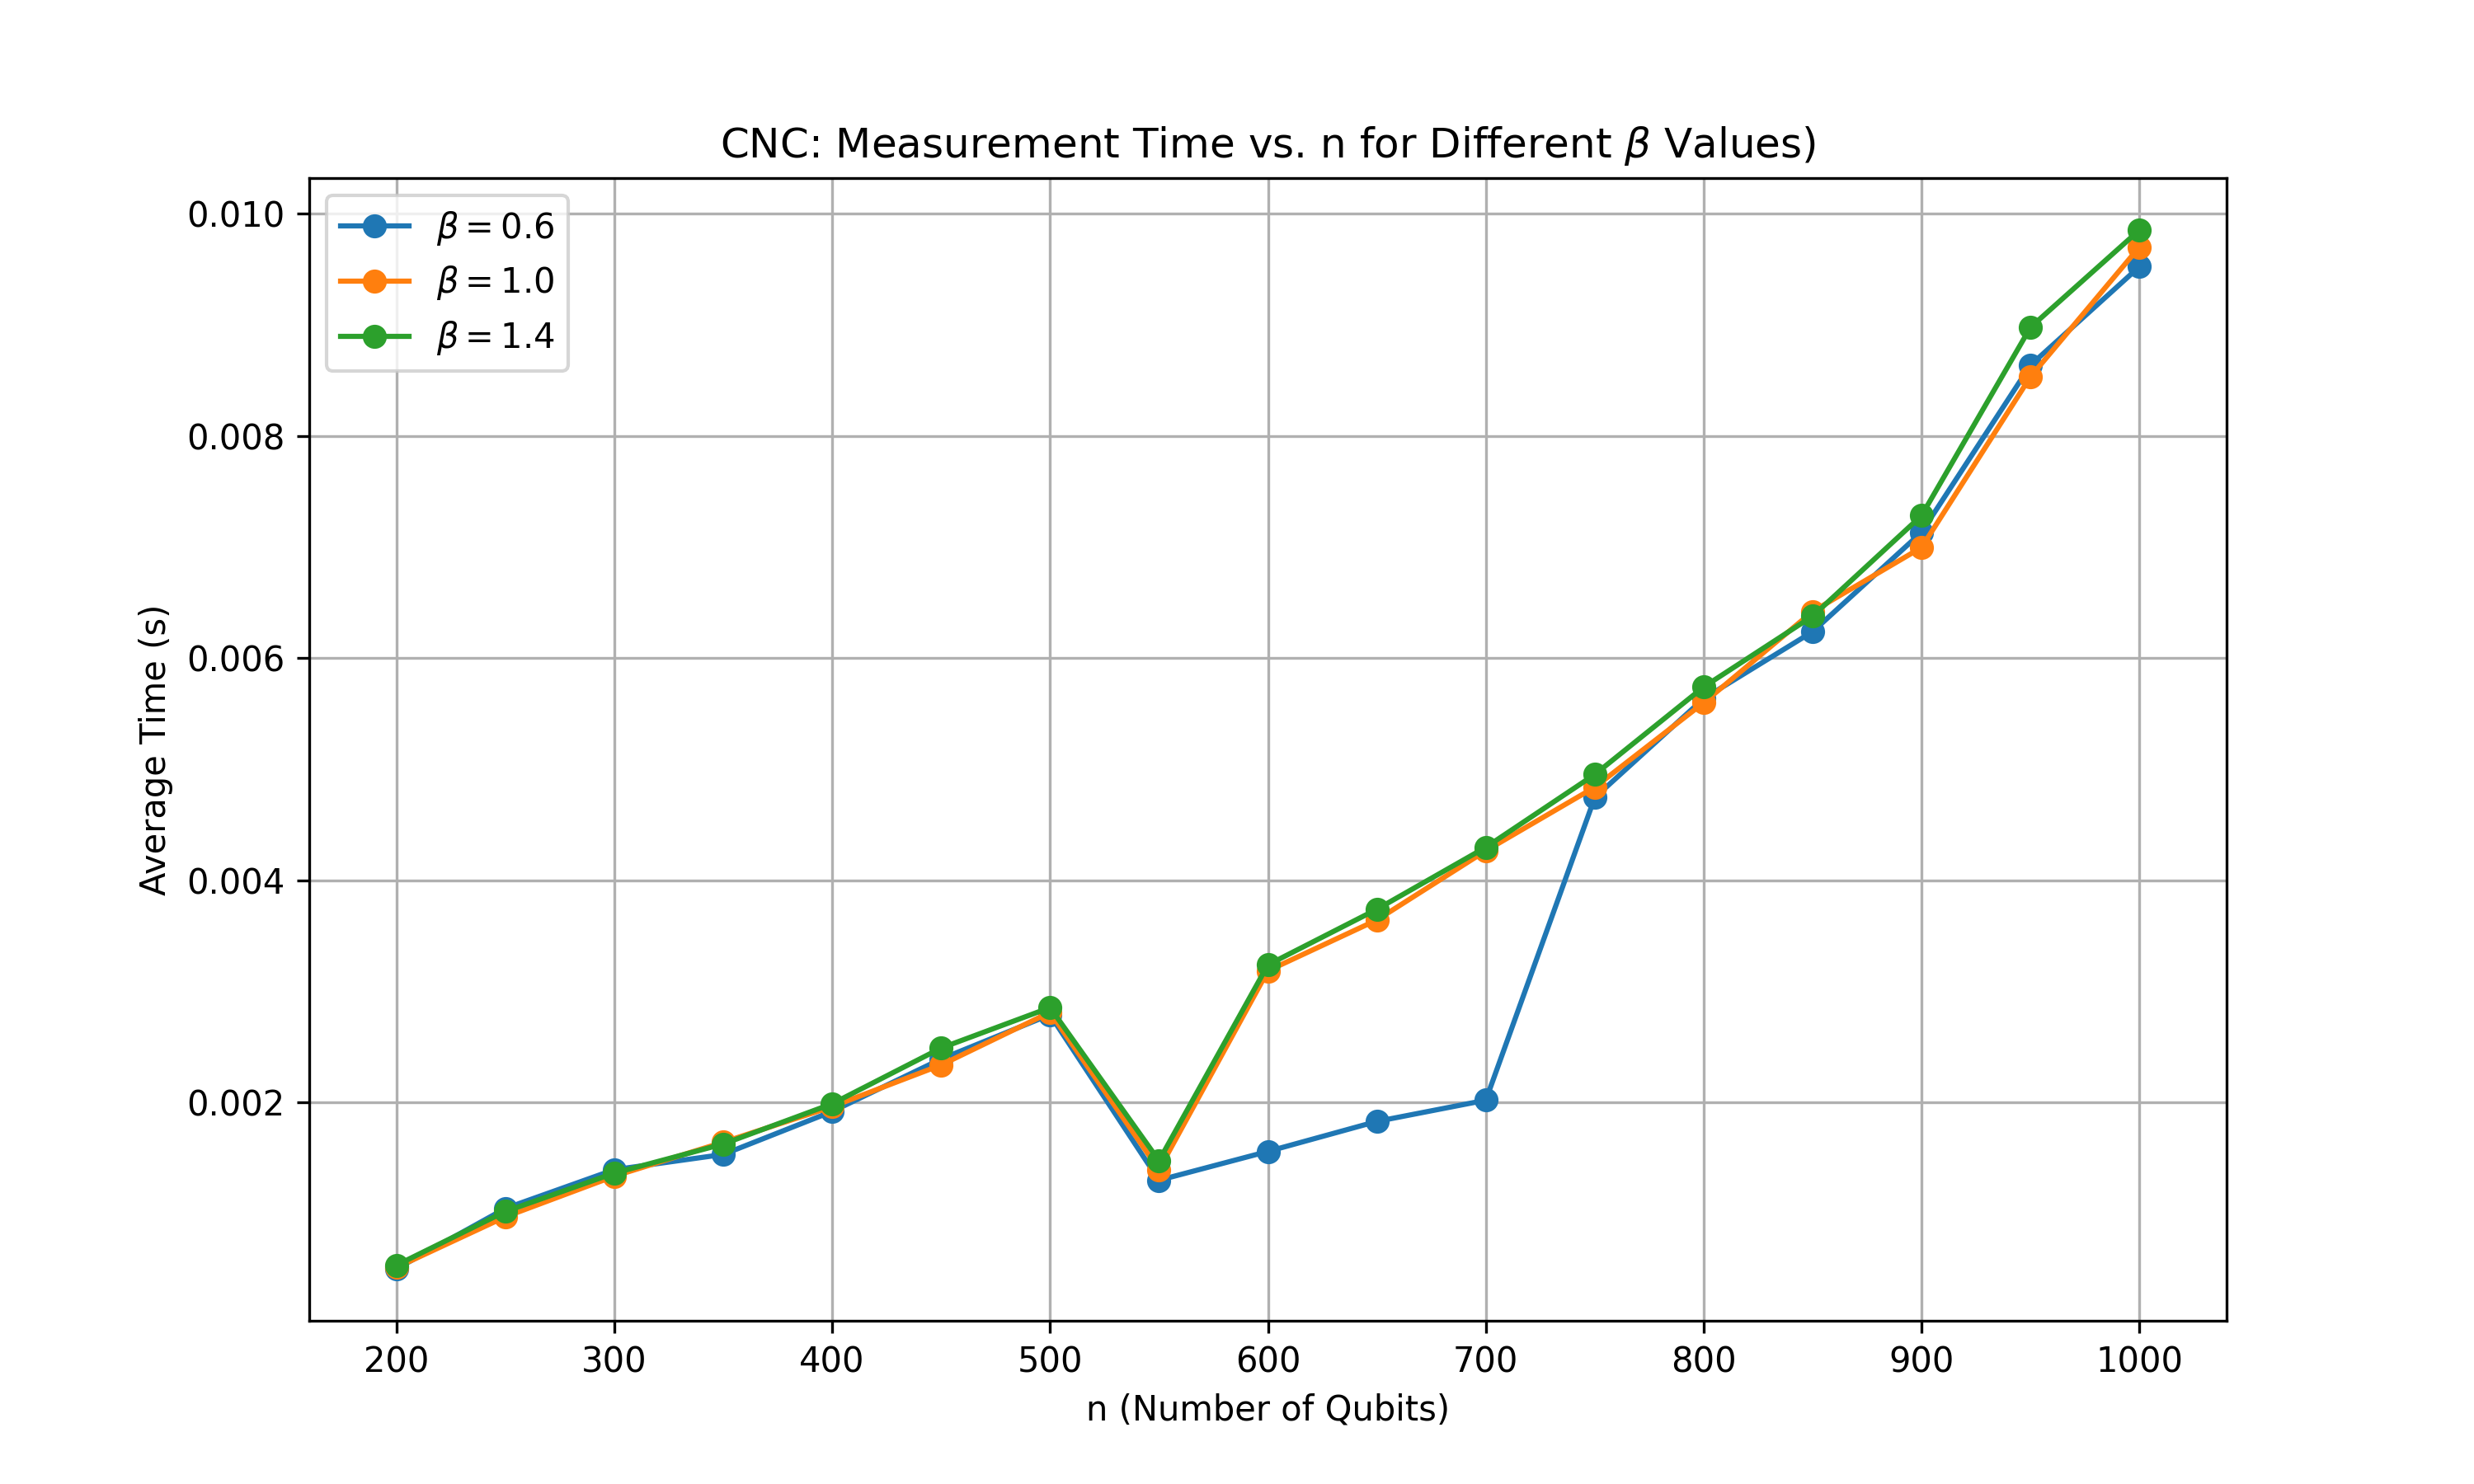 CNC: Measurement Time vs. n for Different β Values)
β = 0.6
β = 1.0
β = 1.4
Average Time (s)
0.010
0.008
0.006
0.004
0.002
200 300 400 500 600 700 800 900 1000
n (Number of Qubits)